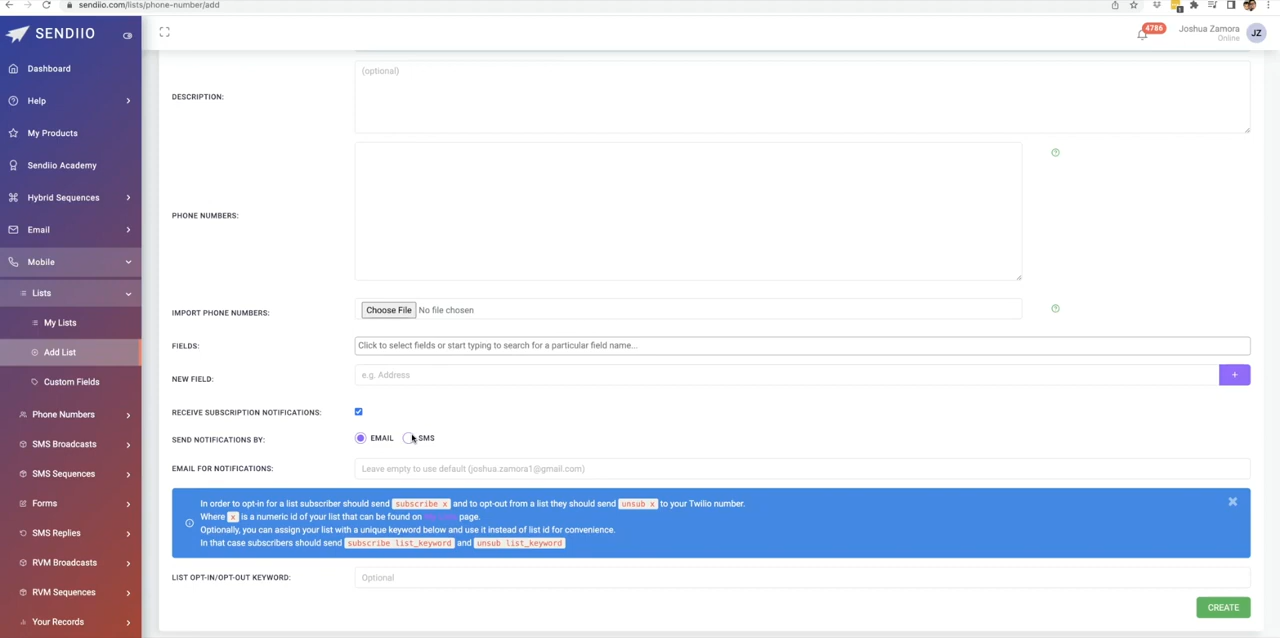 sendiio.com/lists/phone-number/add
SENDIIO
4786
Joshua Zamora
Online
JZ
Dashboard
Help
My Products
Sendiio Academy
Hybrid Sequences
Email
Mobile
Lists
My Lists
Add List
Custom Fields
Phone Numbers
SMS Broadcasts
SMS Sequences
Forms
SMS Replies
RVM Broadcasts
RVM Sequences
Your Records
DESCRIPTION:
(optional)
PHONE NUMBERS:
IMPORT PHONE NUMBERS:
Choose File No file chosen
FIELDS:
Click to select fields or start typing to search for a particular field name...
NEW FIELD:
e.g. Address
+
RECEIVE SUBSCRIPTION NOTIFICATIONS:
SEND NOTIFICATIONS BY:
EMAIL SMS
EMAIL FOR NOTIFICATIONS:
Leave empty to use default (joshua.zamora1@gmail.com)
In order to opt-in for a list subscriber should send subscribe x and to opt-out from a list they should send unsub x to your Twilio number.
Where x is a numeric id of your list that can be found on page.
Optionally, you can assign your list with a unique keyword below and use it instead of list id for convenience.
In that case subscribers should send subscribe list_keyword and unsub list_keyword
LIST OPT-IN/OPT-OUT KEYWORD:
Optional
CREATE